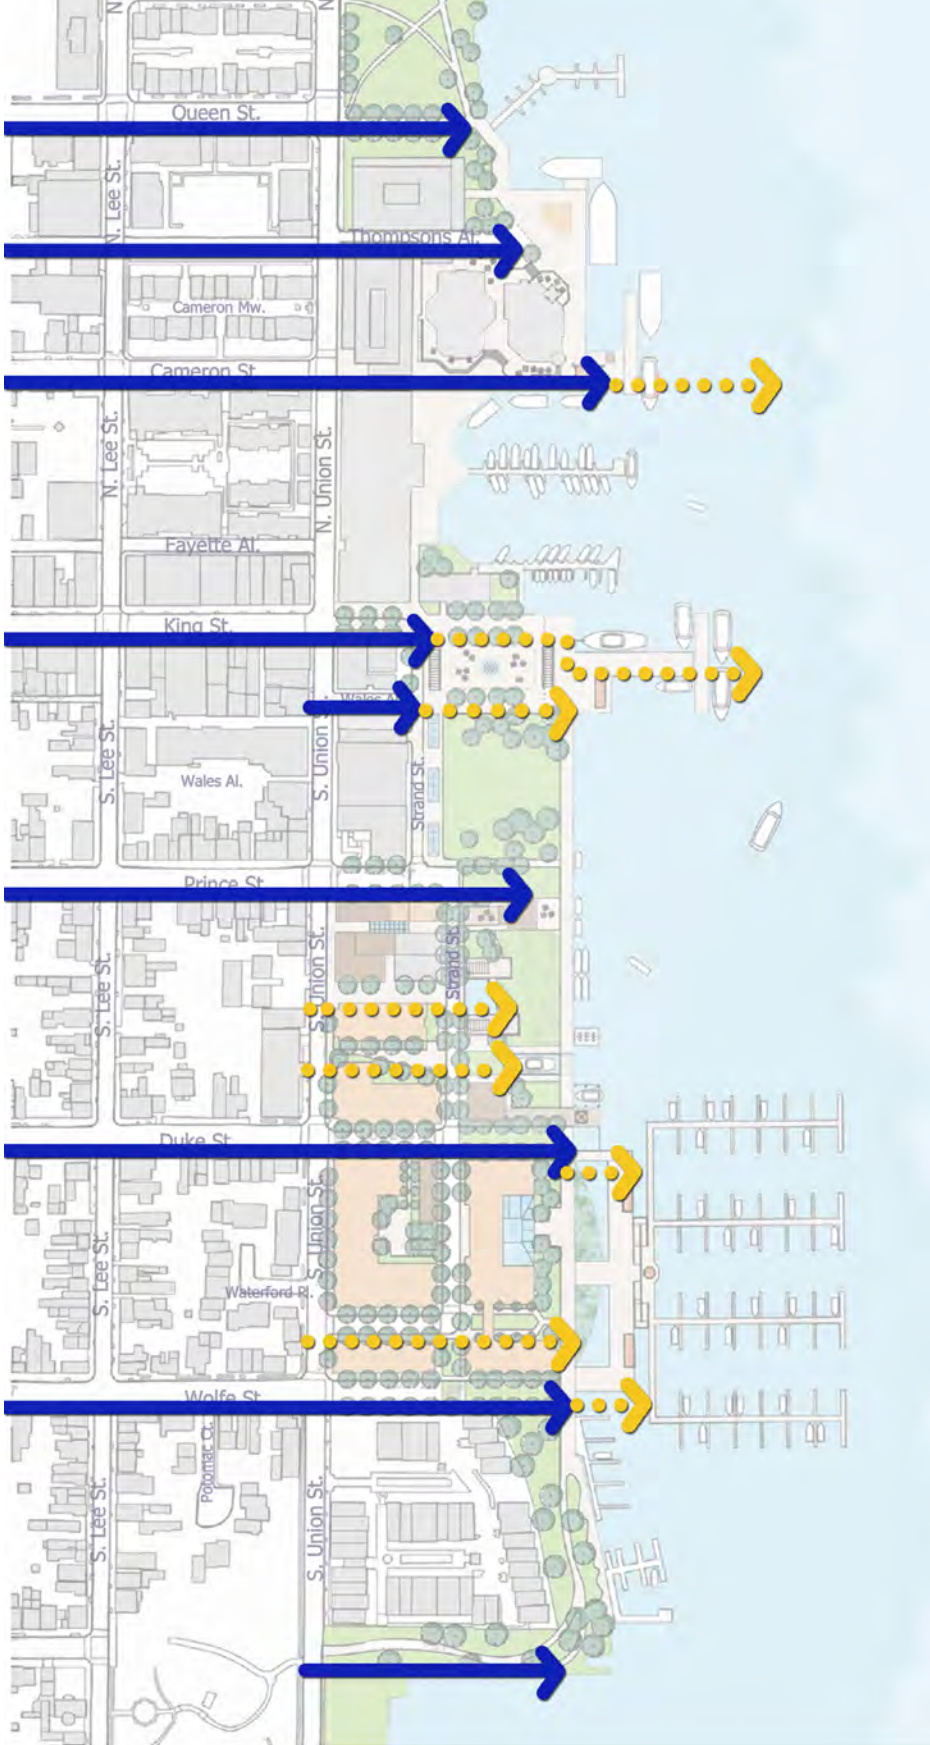 N
N
Queen St.
N. Lee St.
Thompsons Al.
Cameron Mw.
Cameron St.
N. Lee St.
N. Union St.
Fayette Al.
King St.
Wales Al.
S. Union St.
S. Lee St.
Wales Al.
Strand St.
Prince St.
S. Union St.
Strand St.
S. Lee St.
Duke St.
S. Union St.
S. Lee St.
Waterford
Wolfe St.
Potomac Ct.
S. Lee St.
S. Union St.